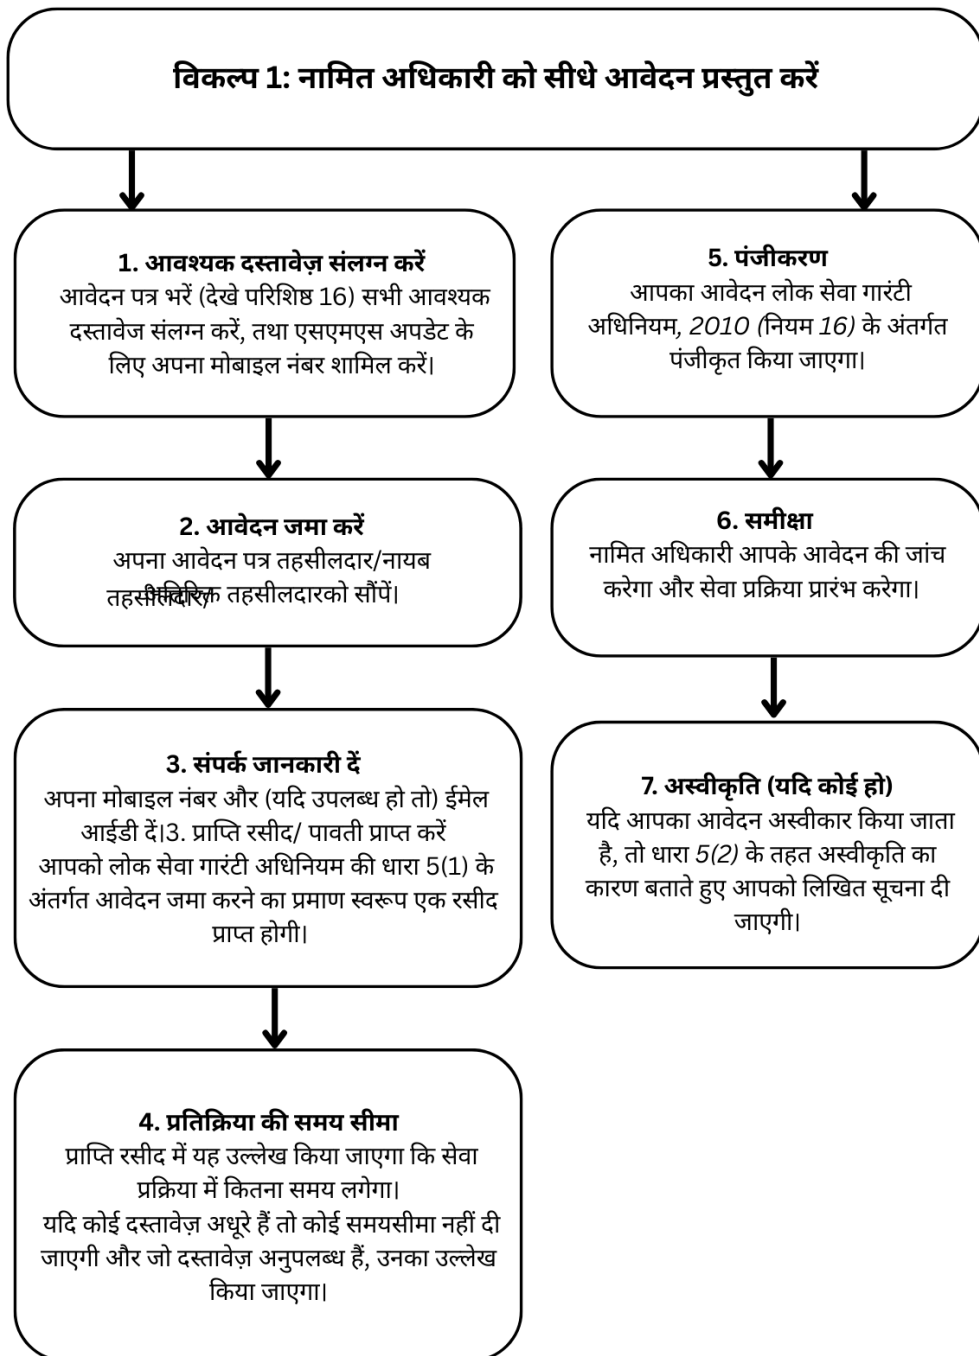 विकल्प 1: नामित अधिकारी को सीधे आवेदन प्रस्तुत करें
1. आवश्यक दस्तावेज़ संलग्न करें
आवेदन पत्र भरें (देखे परिशिष्ठ 16) सभी आवश्यक
दस्तावेज संलग्न करें, तथा एसएमएस अपडेट के
लिए अपना मोबाइल नंबर शामिल करें।
2. आवेदन जमा करें
अपना आवेदन पत्र तहसीलदार/नायब
तहसीलदार/
अतिरिक्त तहसीलदारको सौंपें।
3. संपर्क जानकारी दें
अपना मोबाइल नंबर और (यदि उपलब्ध हो तो) ईमेल
आईडी दें।3. प्राप्ति रसीद/ पावती प्राप्त करें
आपको लोक सेवा गारंटी अधिनियम की धारा 5(1) के
अंतर्गत आवेदन जमा करने का प्रमाण स्वरूप एक रसीद
प्राप्त होगी।
4. प्रतिक्रिया की समय सीमा
प्राप्ति रसीद में यह उल्लेख किया जाएगा कि सेवा
प्रक्रिया में कितना समय लगेगा।
यदि कोई दस्तावेज़ अधूरे हैं तो कोई समयसीमा नहीं दी
जाएगी और जो दस्तावेज़ अनुपलब्ध हैं, उनका उल्लेख
किया जाएगा।
5. पंजीकरण
आपका आवेदन लोक सेवा गारंटी
अधिनियम, 2010 (नियम 16) के अंतर्गत
पंजीकृत किया जाएगा।
6. समीक्षा
नामित अधिकारी आपके आवेदन की जांच
करेगा और सेवा प्रक्रिया प्रारंभ करेगा।
7. अस्वीकृति (यदि कोई हो)
यदि आपका आवेदन अस्वीकार किया जाता
है, तो धारा 5(2) के तहत अस्वीकृति का
कारण बताते हुए आपको लिखित सूचना दी
जाएगी।